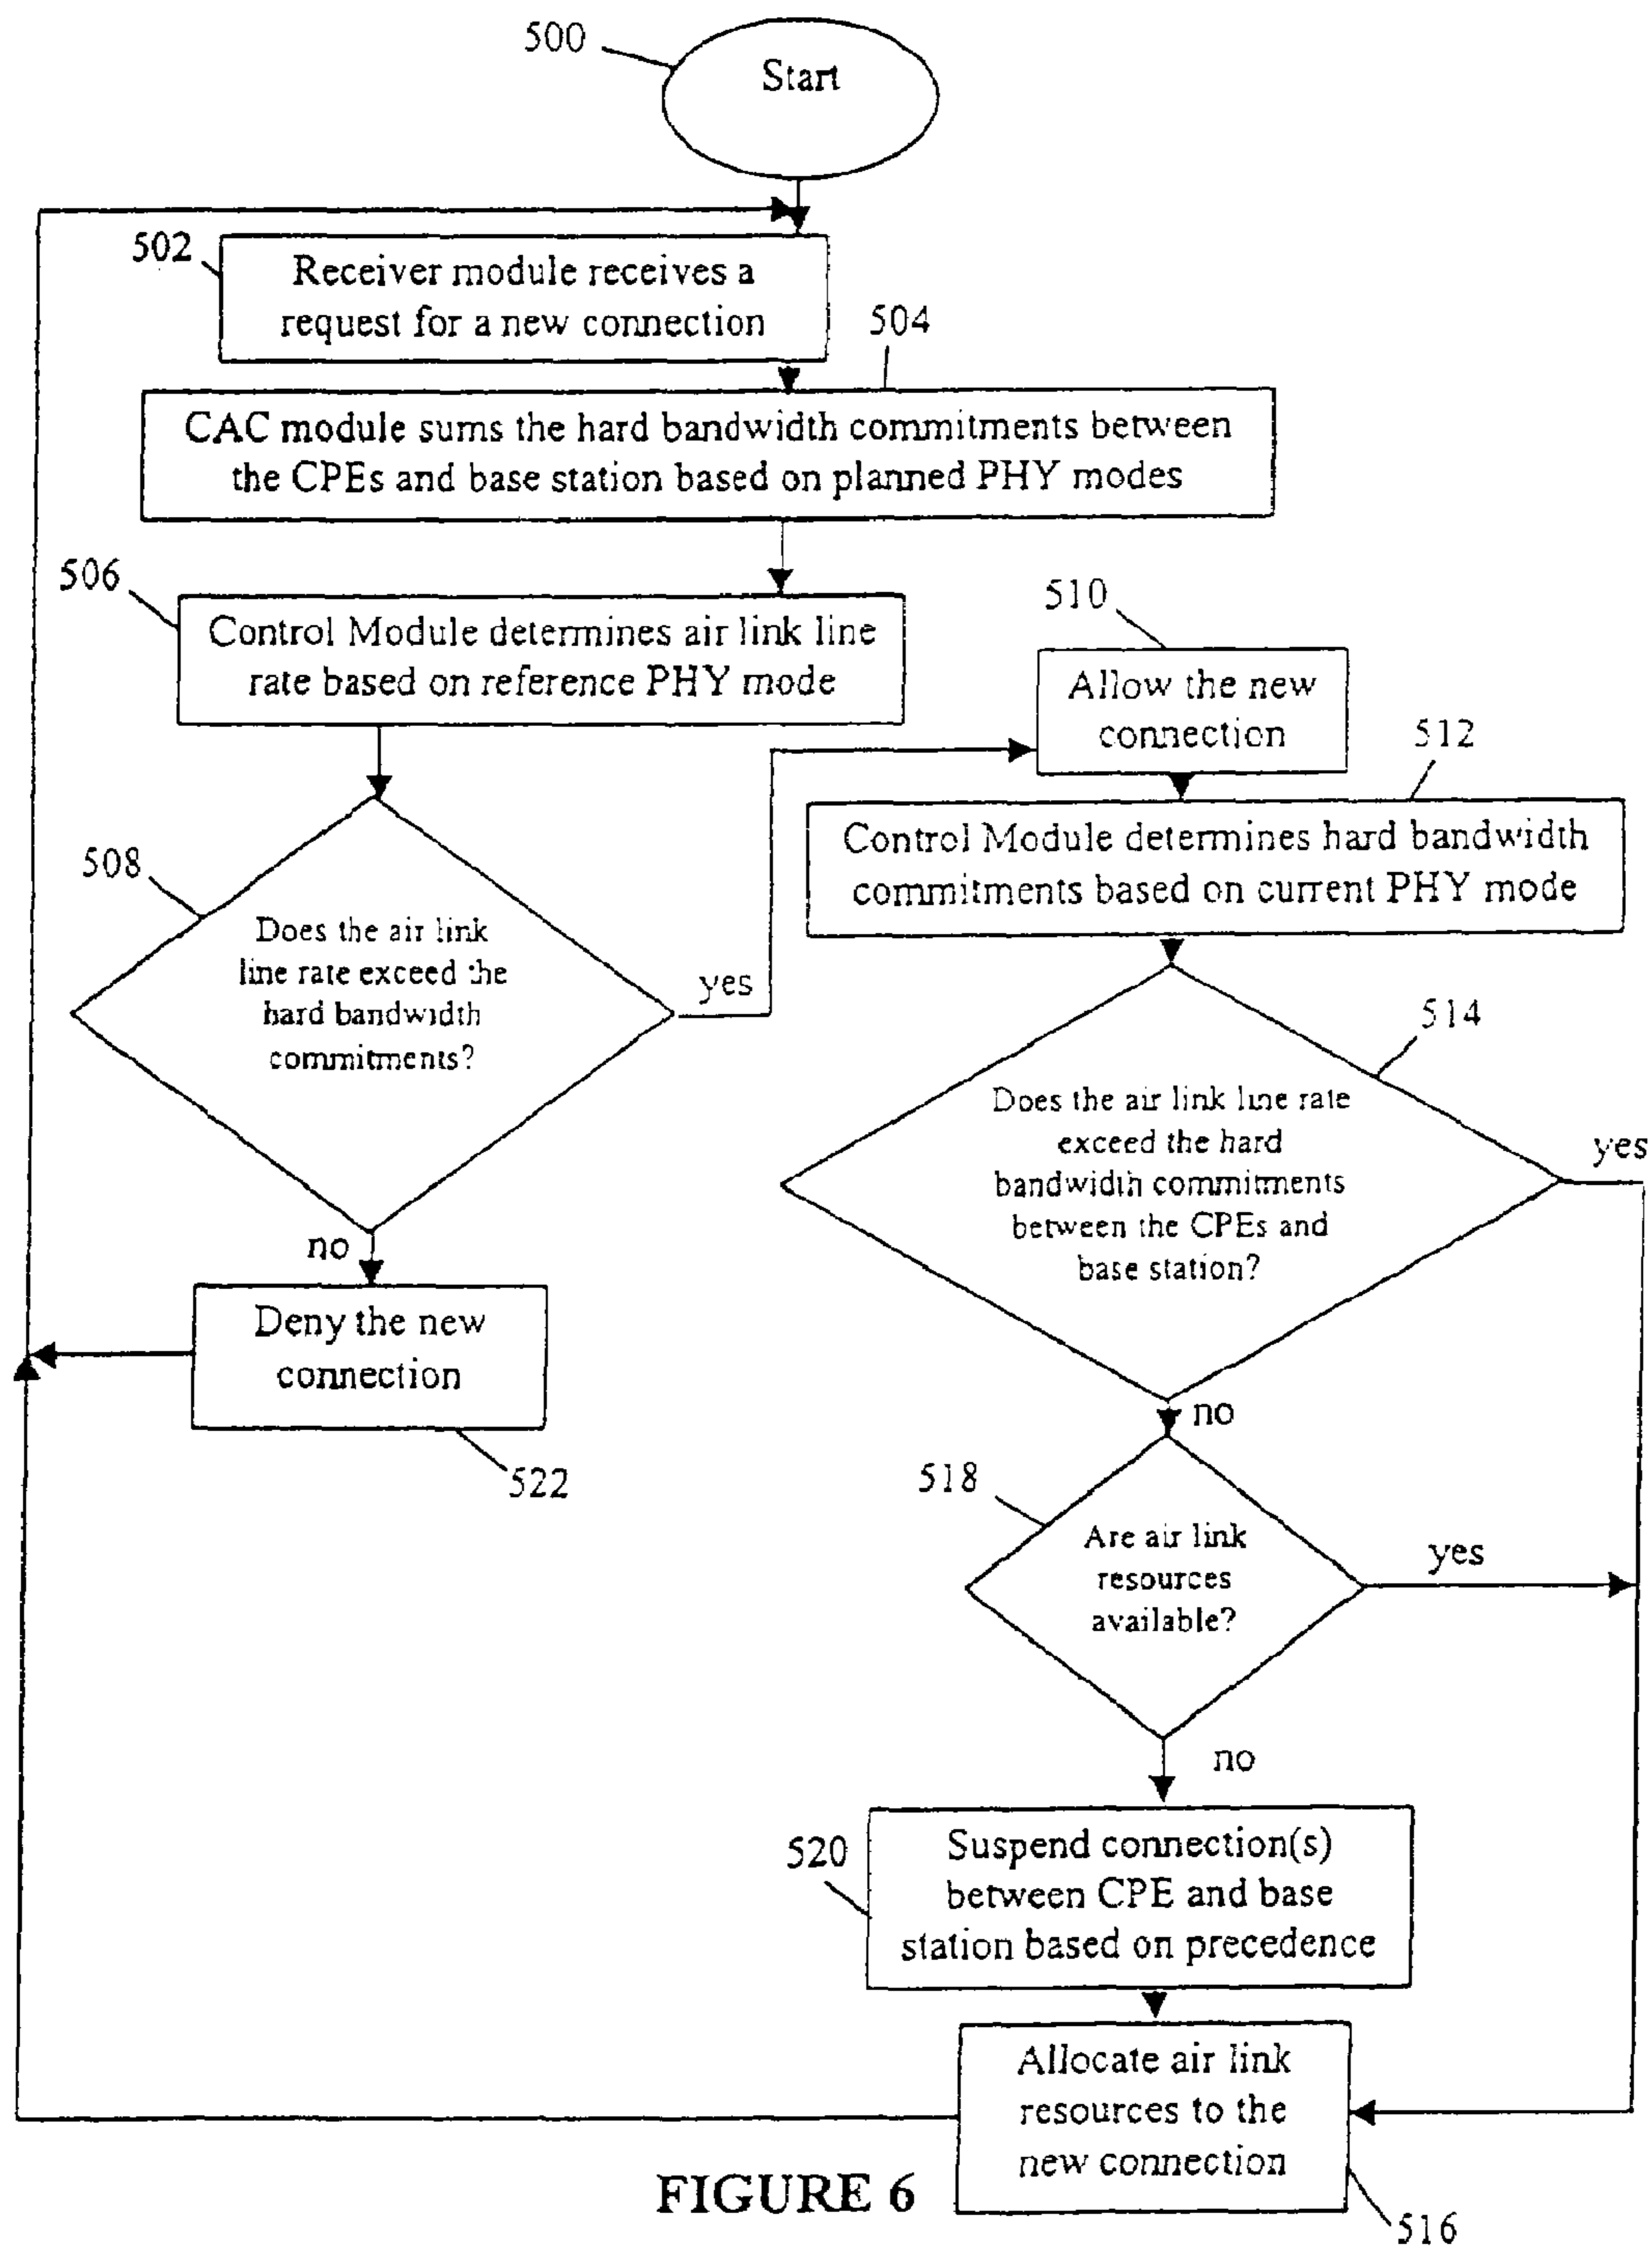 500
Start
502
Receiver module receives a
request for a new connection
504
CAC module sums the hard bandwidth commitments between
the CPEs and base station based on planned PHY modes
506
Control Module determines air link line
rate based on reference PHY mode
510
Allow the new
connection
512
Control Module determines hard bandwidth
commitments based on current PHY mode
508
Does the air link
line rate exceed the
hard bandwidth
commitments?
yes
514
Does the air link line rate
exceed the hard
bandwidth commitments
between the CPEs and
base station?
yes
no
Deny the new
connection
522
no
518
Are air link
resources
available?
yes
no
520
Suspend connection(s)
between CPE and base
station based on precedence
Allocate air link
resources to the
new connection
516
FIGURE 6